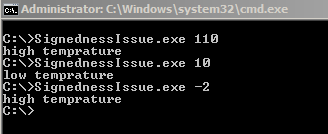 Administrator: C:\Windows\system32\cmd.exe
C:\>SignednessIssue.exe 110
high temprature
C:\>SignednessIssue.exe 10
low temprature
C:\>SignednessIssue.exe -2
high temprature
C:\>